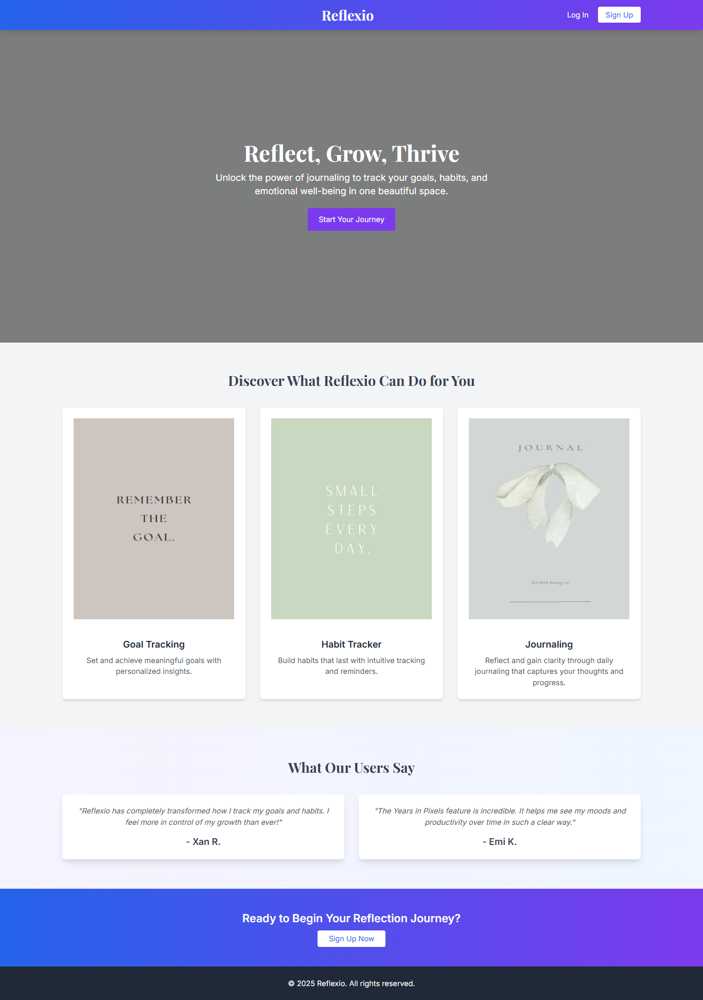 Reflexio
Log In
Sign Up
Reflect, Grow, Thrive
Unlock the power of journaling to track your goals, habits, and
emotional well-being in one beautiful space.
Start Your Journey
Discover What Reflexio Can Do for You
REMEMBER
THE
GOAL.
SMALL
STEPS
EVERY
DAY.
JOURNAL
this book belongs to:
Goal Tracking
Set and achieve meaningful goals with
personalized insights.
Habit Tracker
Build habits that last with intuitive tracking
and reminders.
Journaling
Reflect and gain clarity through daily
journaling that captures your thoughts and
progress.
What Our Users Say
"Reflexio has completely transformed how I track my goals and habits. I
feel more in control of my growth than ever!"
- Xan R.
"The Years in Pixels feature is incredible. It helps me see my moods and
productivity over time in such a clear way."
- Emi K.
Ready to Begin Your Reflection Journey?
Sign Up Now
© 2025 Reflexio. All rights reserved.